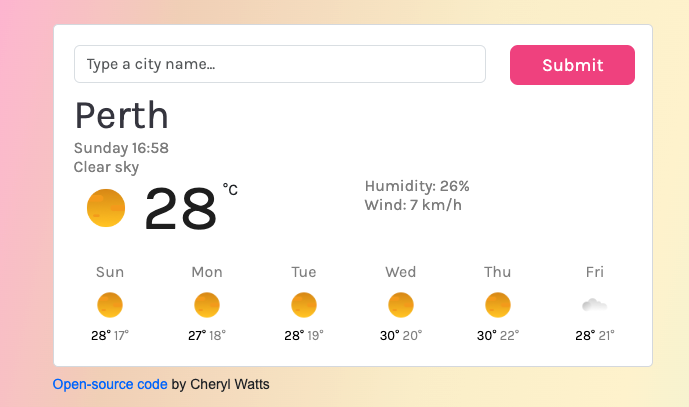 Type a city name... Submit
Perth
Sunday 16:58
Clear sky
28 °C
Humidity: 26%
Wind: 7 km/h
Sun Mon Tue Wed Thu Fri
28° 17° 27° 18° 28° 19° 30° 20° 30° 22° 28° 21°
Open-source code by Cheryl Watts